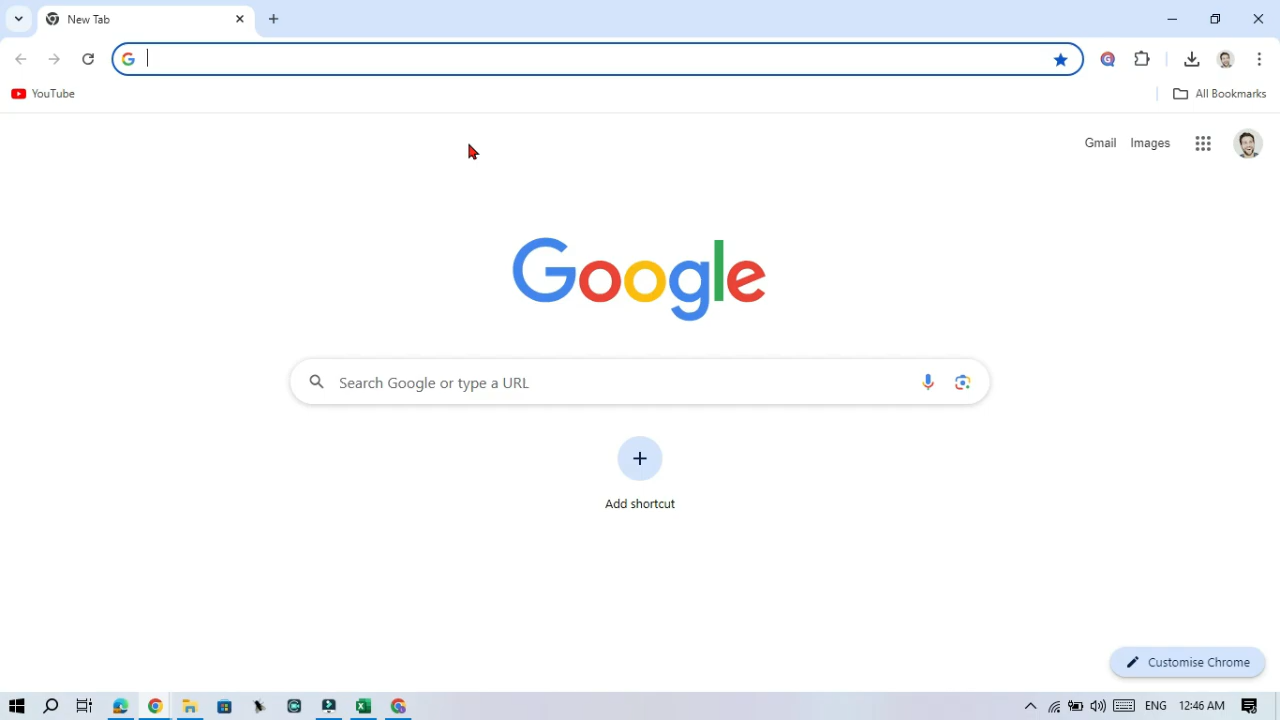 New Tab
YouTube
All Bookmarks
Gmail
Images
Google
Search Google or type a URL
Add shortcut
Customise Chrome
ENG
12:46 AM